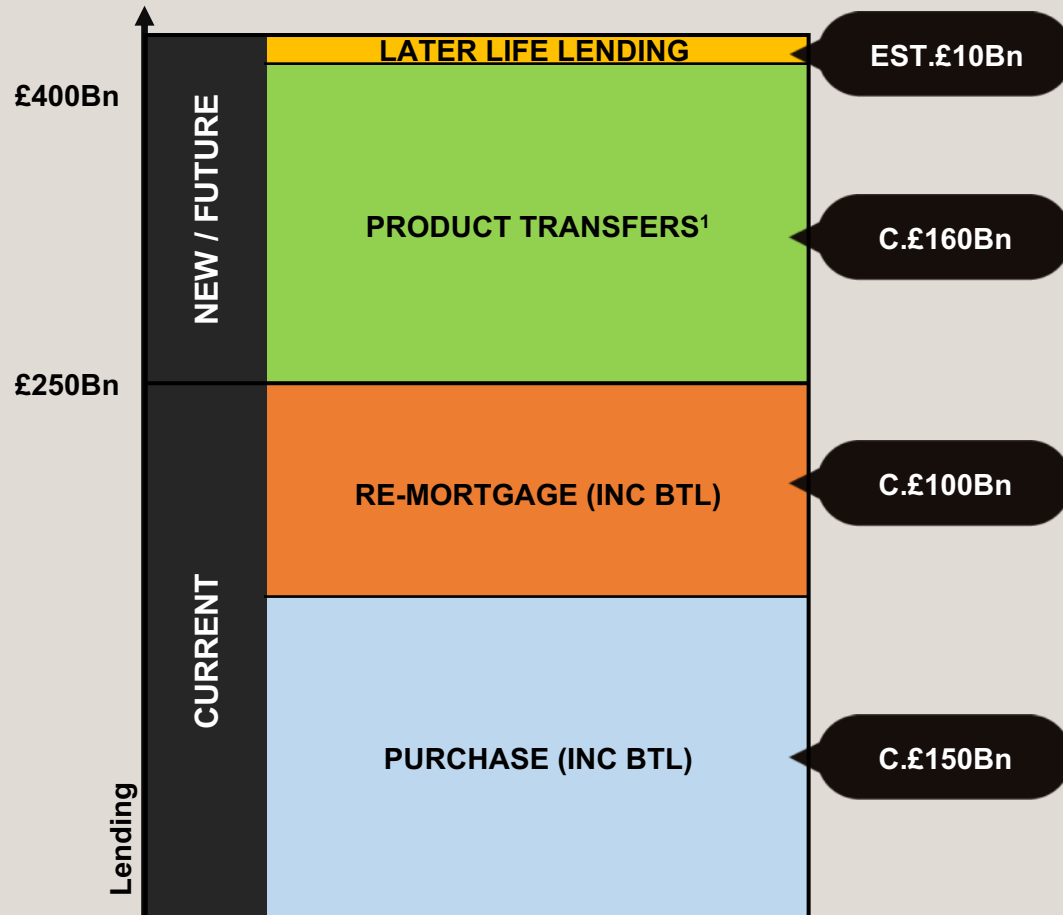 LATER LIFE LENDING
EST.£10Bn
£400Bn
NEW / FUTURE
PRODUCT TRANSFERS¹
C.£160Bn
£250Bn
RE-MORTGAGE (INC BTL)
C.£100Bn
CURRENT
PURCHASE (INC BTL)
C.£150Bn
Lending